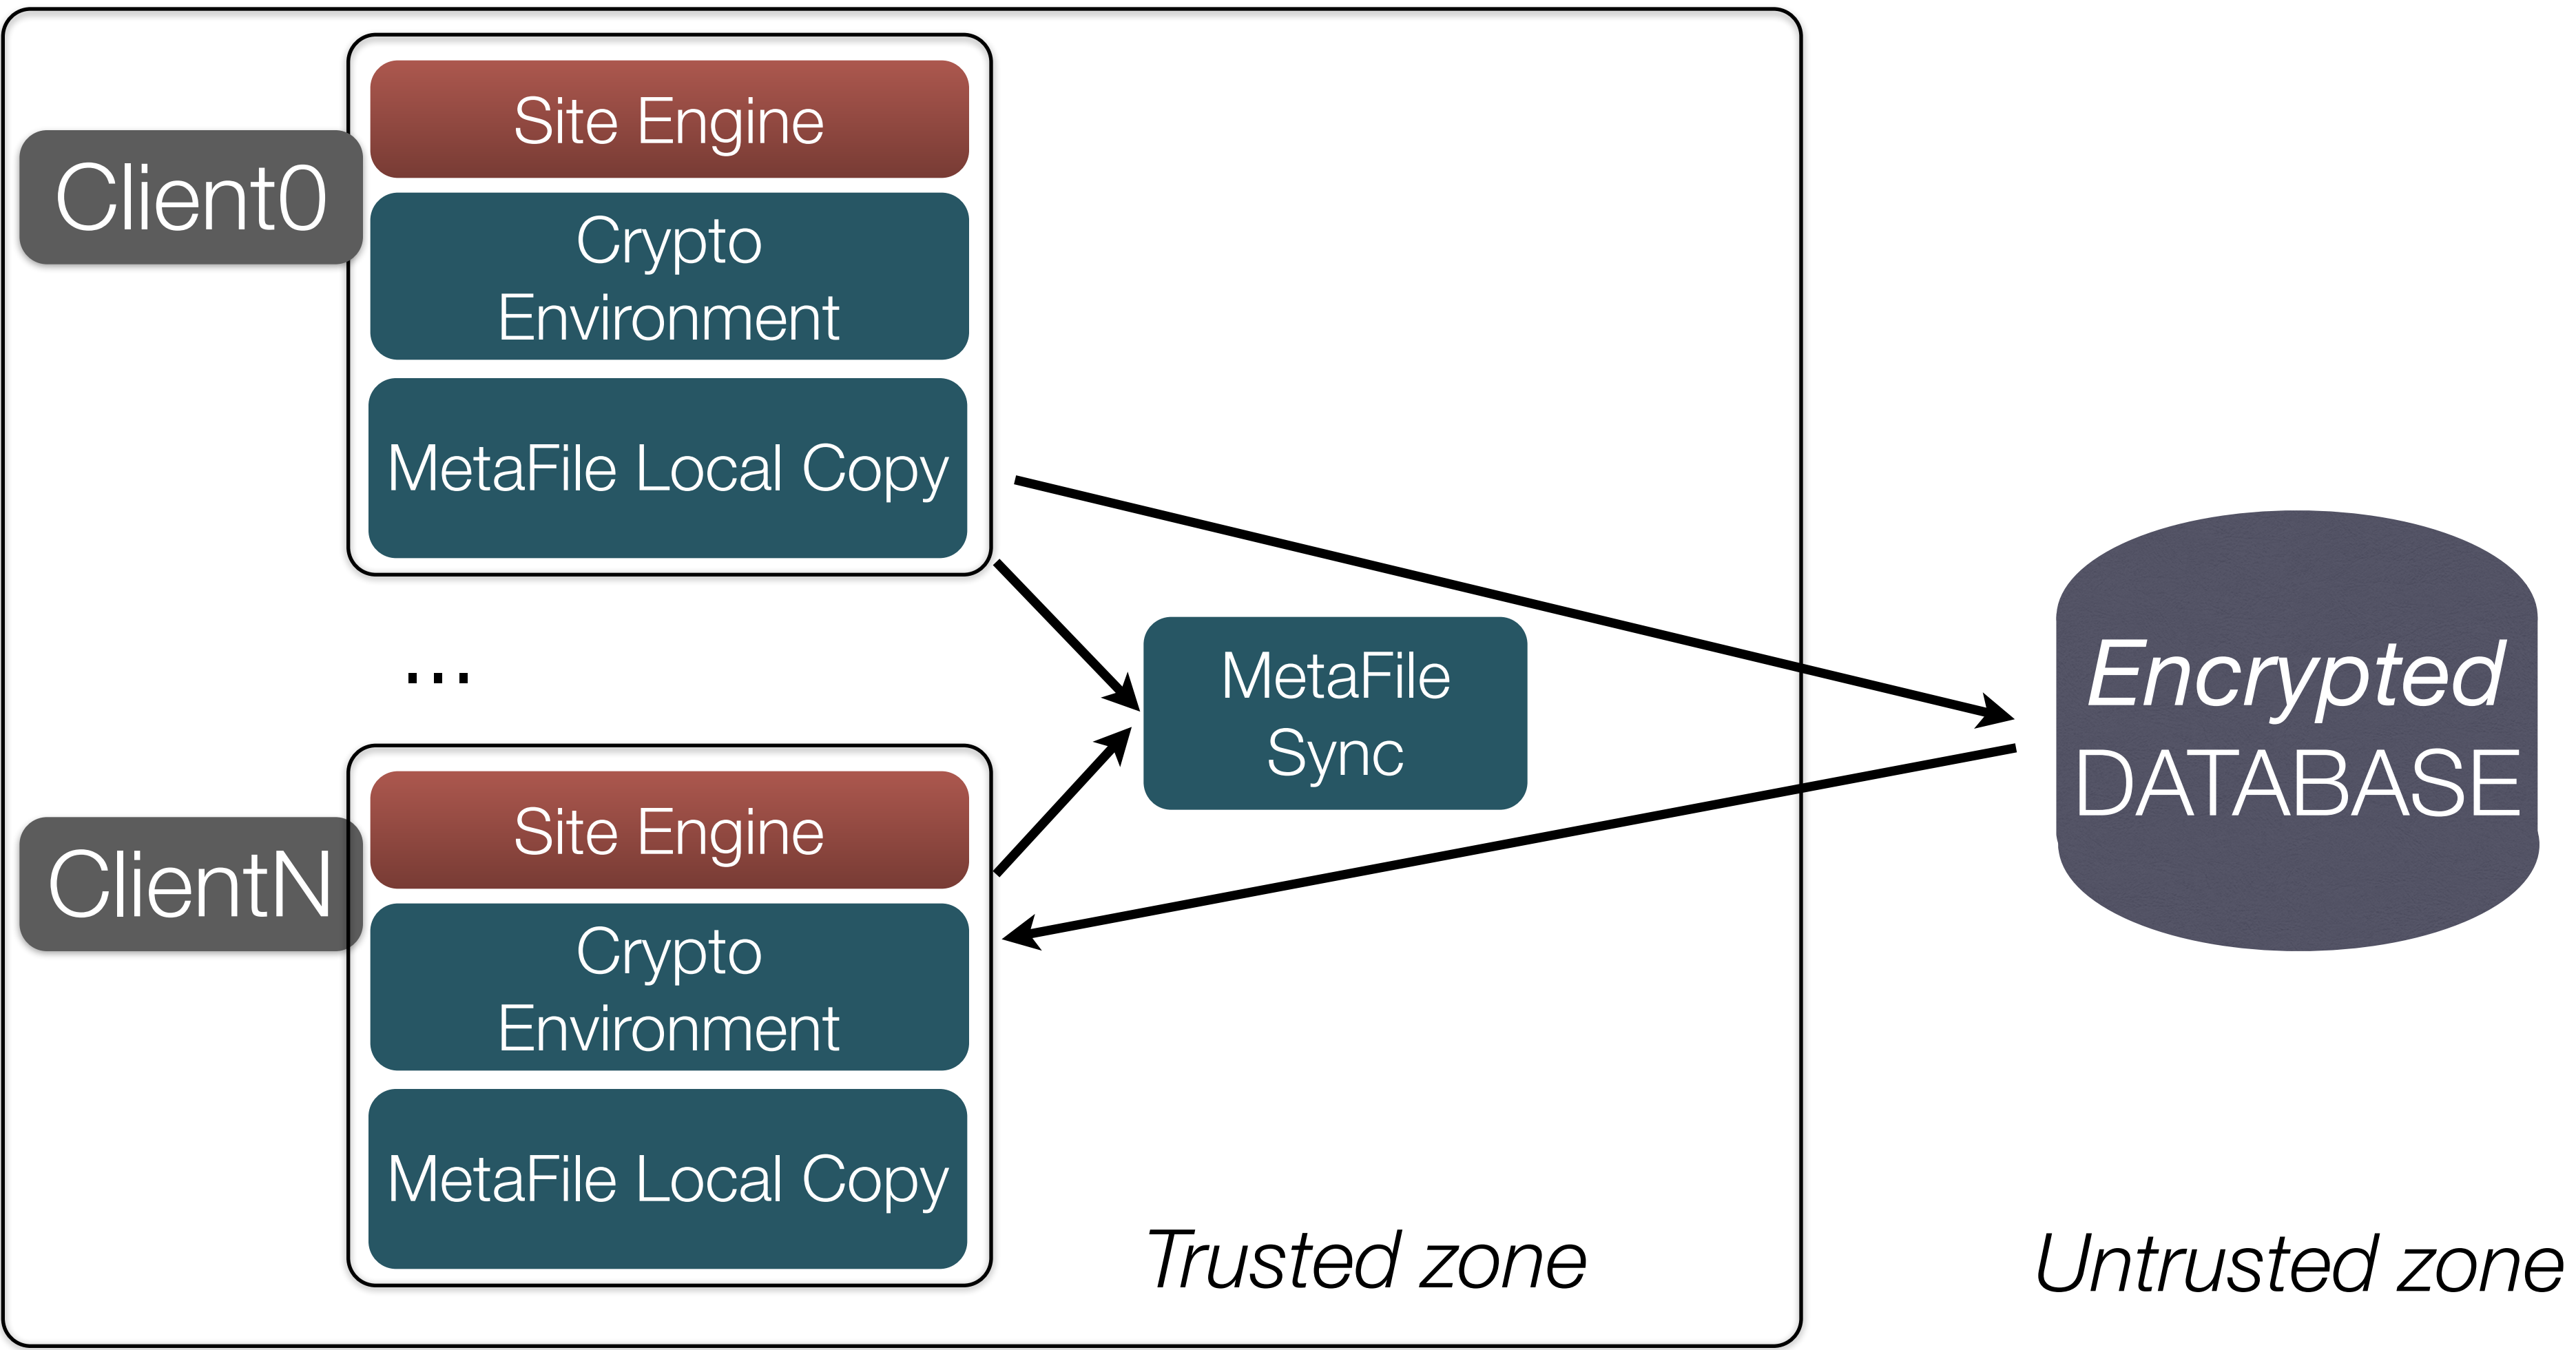 Client0
Site Engine
Crypto
Environment
MetaFile Local Copy
...
MetaFile
Sync
Encrypted
DATABASE
ClientN
Site Engine
Crypto
Environment
MetaFile Local Copy
Trusted zone
Untrusted zone